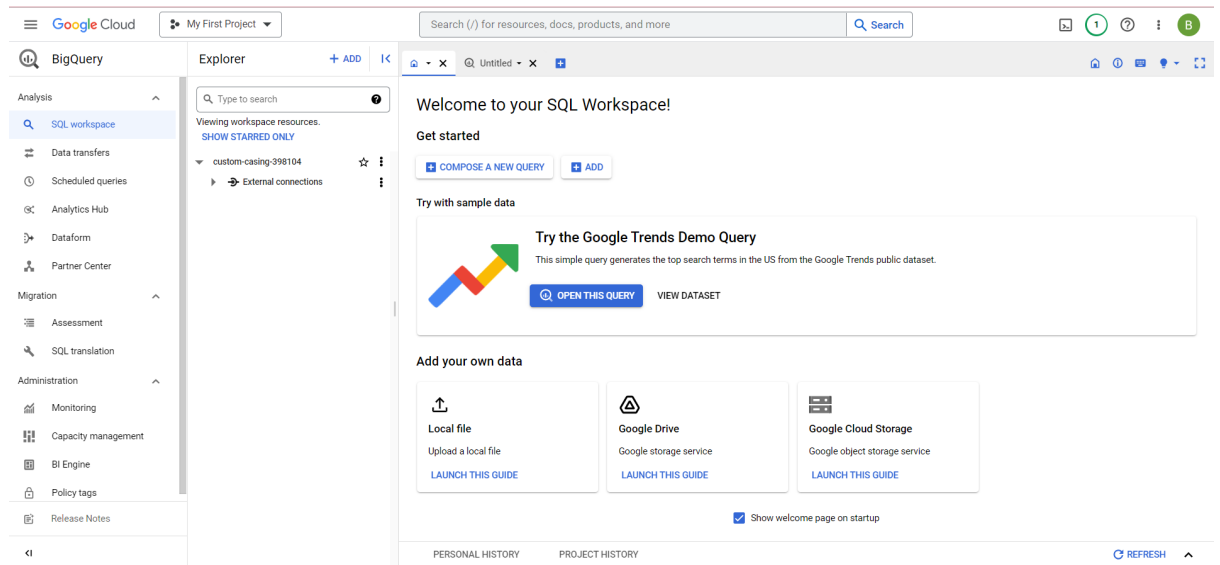 Google Cloud
My First Project
Search (/) for resources, docs, products, and more
Search
1
B
BigQuery
Analysis
SQL workspace
Data transfers
Scheduled queries
Analytics Hub
Dataform
Partner Center
Migration
Assessment
SQL translation
Administration
Monitoring
Capacity management
BI Engine
Policy tags
Release Notes
Explorer
+ ADD
Type to search
Viewing workspace resources.
SHOW STARRED ONLY
custom-casing-398104
External connections
Untitled
Welcome to your SQL Workspace!
Get started
COMPOSE A NEW QUERY
ADD
Try with sample data
Try the Google Trends Demo Query
This simple query generates the top search terms in the US from the Google Trends public dataset.
OPEN THIS QUERY
VIEW DATASET
Add your own data
Local file
Upload a local file
LAUNCH THIS GUIDE
Google Drive
Google storage service
LAUNCH THIS GUIDE
Google Cloud Storage
Google object storage service
LAUNCH THIS GUIDE
Show welcome page on startup
PERSONAL HISTORY
PROJECT HISTORY
REFRESH